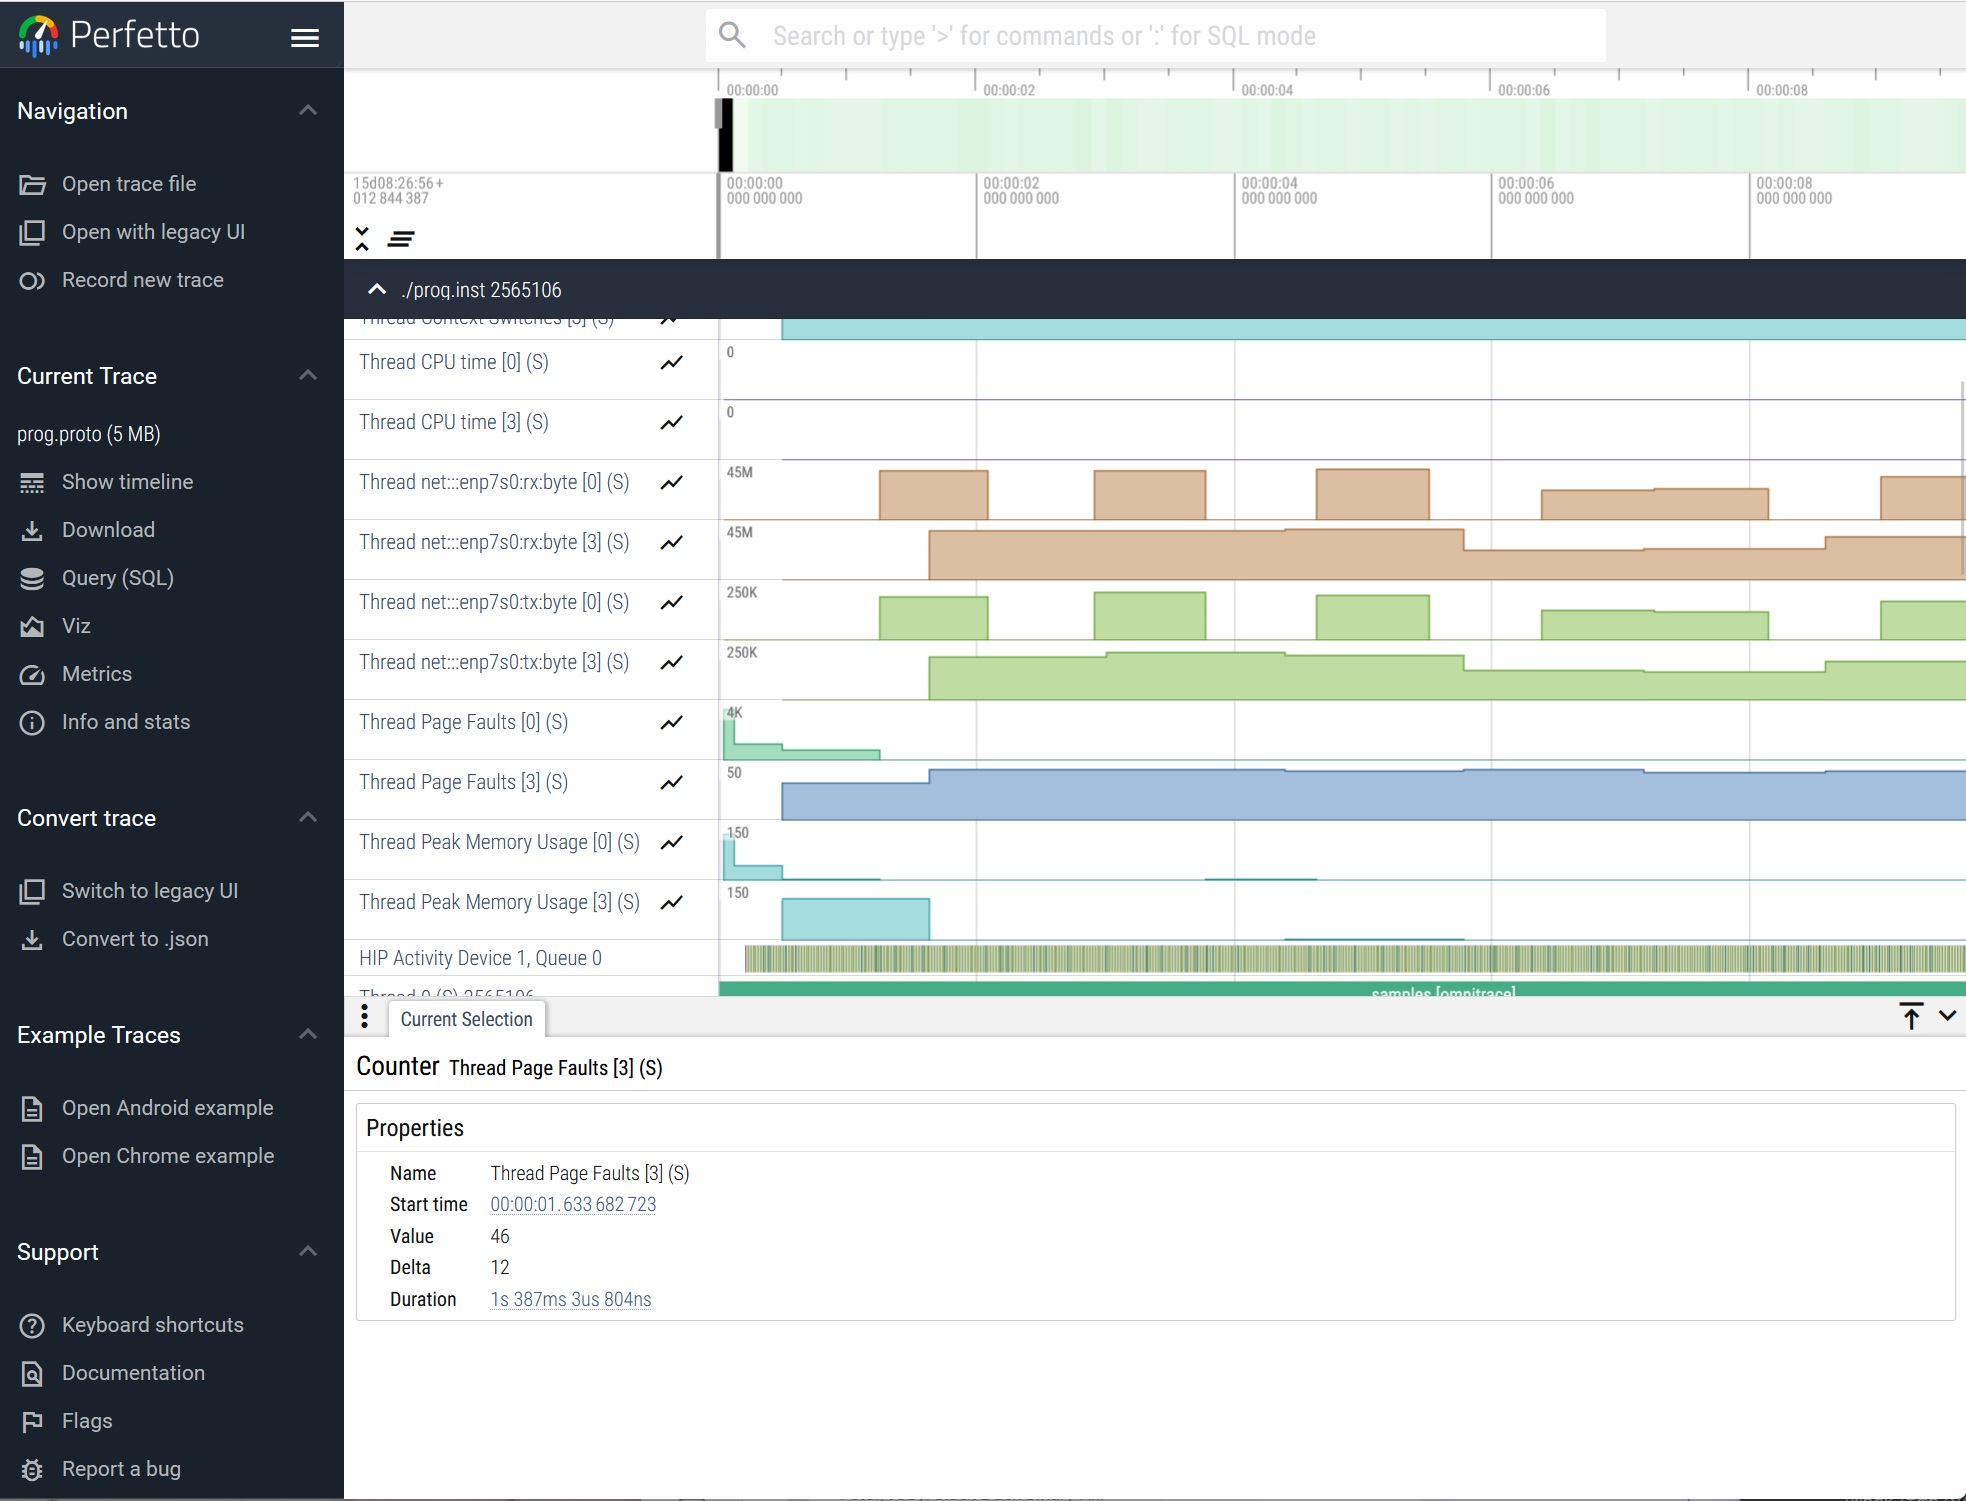 Perfetto
Search or type '>' for commands or ':' for SQL mode
Navigation
Open trace file
Open with legacy UI
Record new trace
Current Trace
prog.proto (5 MB)
Show timeline
Download
Query (SQL)
Viz
Metrics
Info and stats
Convert trace
Switch to legacy UI
Convert to .json
Example Traces
Open Android example
Open Chrome example
Support
Keyboard shortcuts
Documentation
Flags
Report a bug
00:00:00 00:00:02 00:00:04 00:00:06 00:00:08
15d08:26:56+ 00:00:00 00:00:02 00:00:04 00:00:06 00:00:08
012 844 387 000 000 000 000 000 000 000 000 000 000 000 000 000 000 000
./prog.inst 2565106
Thread Context Switches [3] (S)
Thread CPU time [0] (S) 0
Thread CPU time [3] (S) 0
Thread net:::enp7s0:rx:byte [0] (S) 45M
Thread net:::enp7s0:rx:byte [3] (S) 45M
Thread net:::enp7s0:tx:byte [0] (S) 250K
Thread net:::enp7s0:tx:byte [3] (S) 250K
Thread Page Faults [0] (S) 4K
Thread Page Faults [3] (S) 50
Thread Peak Memory Usage [0] (S) 150
Thread Peak Memory Usage [3] (S) 150
HIP Activity Device 1, Queue 0
Thread 0 (S) 2565106 samples [omnitrace]
Current Selection
Counter Thread Page Faults [3] (S)
Properties
Name Thread Page Faults [3] (S)
Start time 00:00:01.633 682 723
Value 46
Delta 12
Duration 1s 387ms 3us 804ns